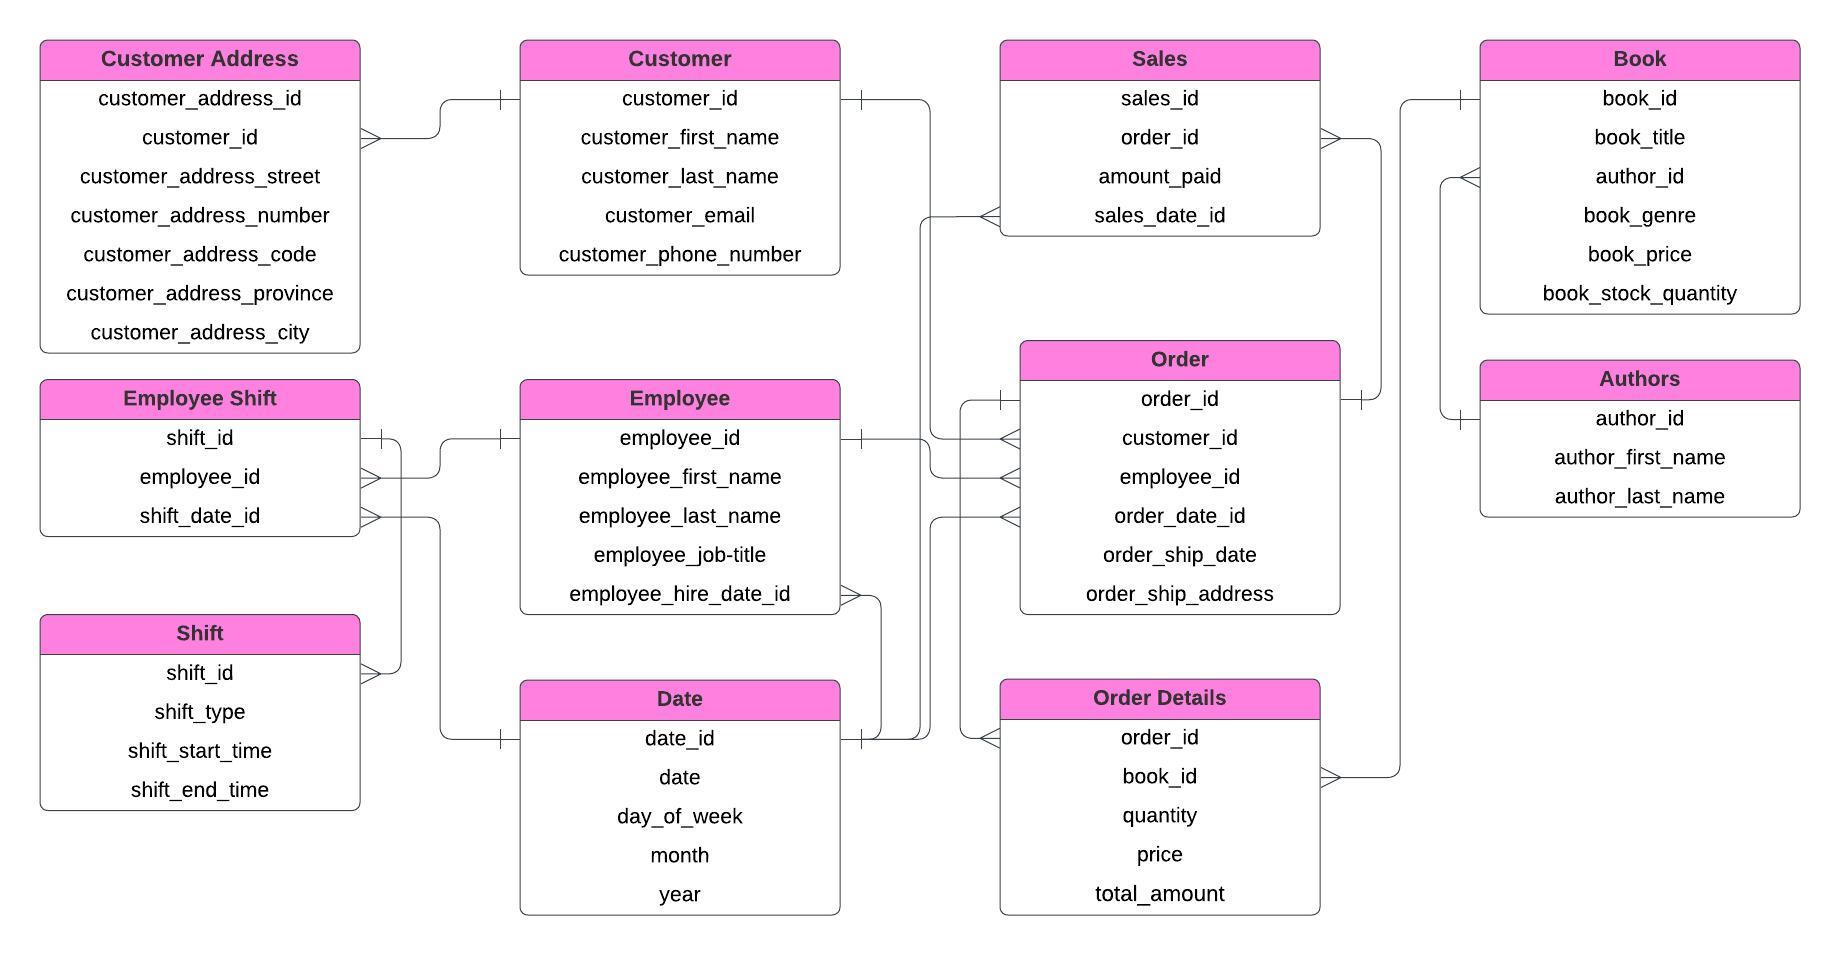 Customer Address
customer_address_id
customer_id
customer_address_street
customer_address_number
customer_address_code
customer_address_province
customer_address_city
Customer
customer_id
customer_first_name
customer_last_name
customer_email
customer_phone_number
Sales
sales_id
order_id
amount_paid
sales_date_id
Book
book_id
book_title
author_id
book_genre
book_price
book_stock_quantity
Employee Shift
shift_id
employee_id
shift_date_id
Employee
employee_id
employee_first_name
employee_last_name
employee_job-title
employee_hire_date_id
Order
order_id
customer_id
employee_id
order_date_id
order_ship_date
order_ship_address
Authors
author_id
author_first_name
author_last_name
Shift
shift_id
shift_type
shift_start_time
shift_end_time
Date
date_id
date
day_of_week
month
year
Order Details
order_id
book_id
quantity
price
total_amount